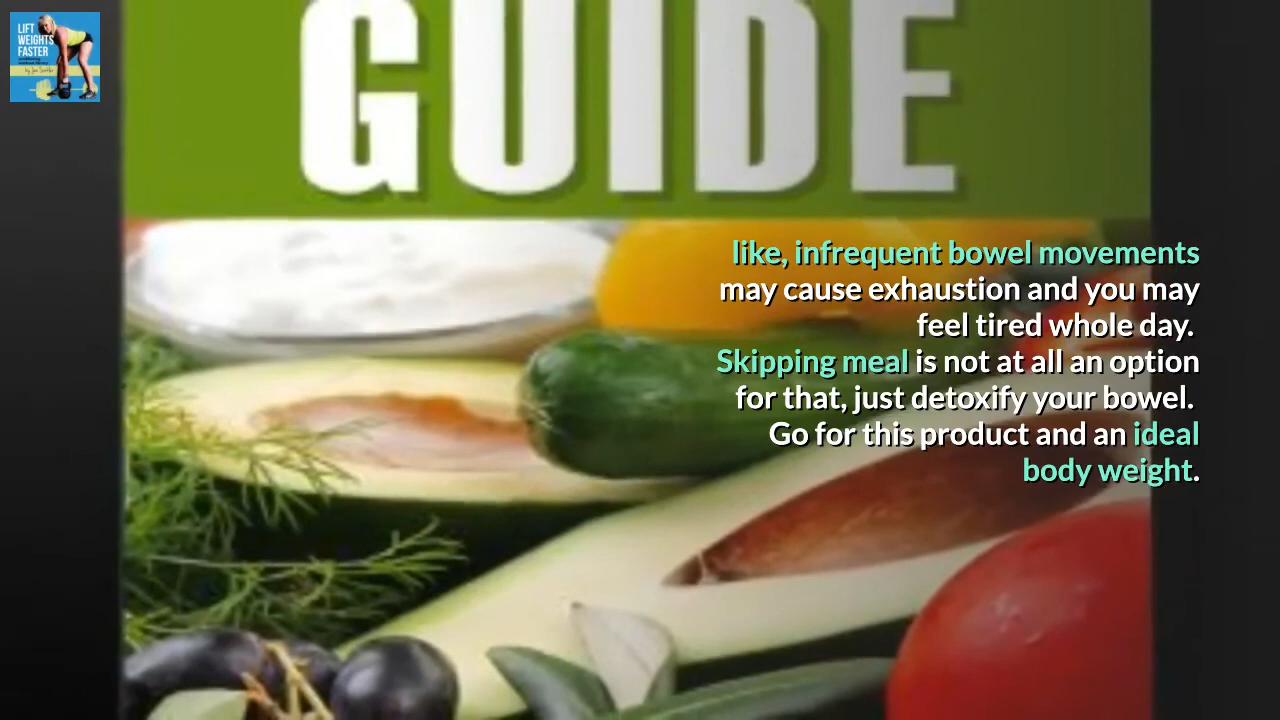 LIFT
WEIGHTS
FASTER
GUIDE
like, infrequent bowel movements
may cause exhaustion and you may
feel tired whole day.
Skipping meal is not at all an option
for that, just detoxify your bowel.
Go for this product and an ideal
body weight.